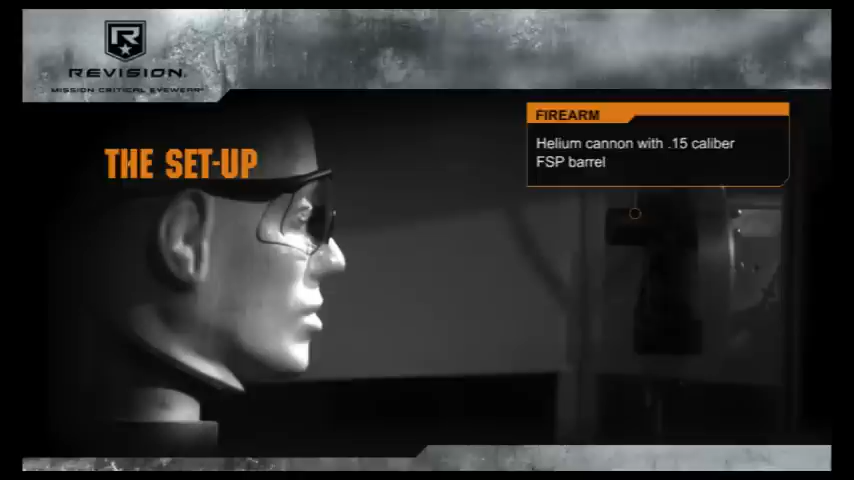 REVISION
MISSION CRITICAL EYEWEAR
THE SET-UP
FIREARM
Helium cannon with .15 caliber
FSP barrel